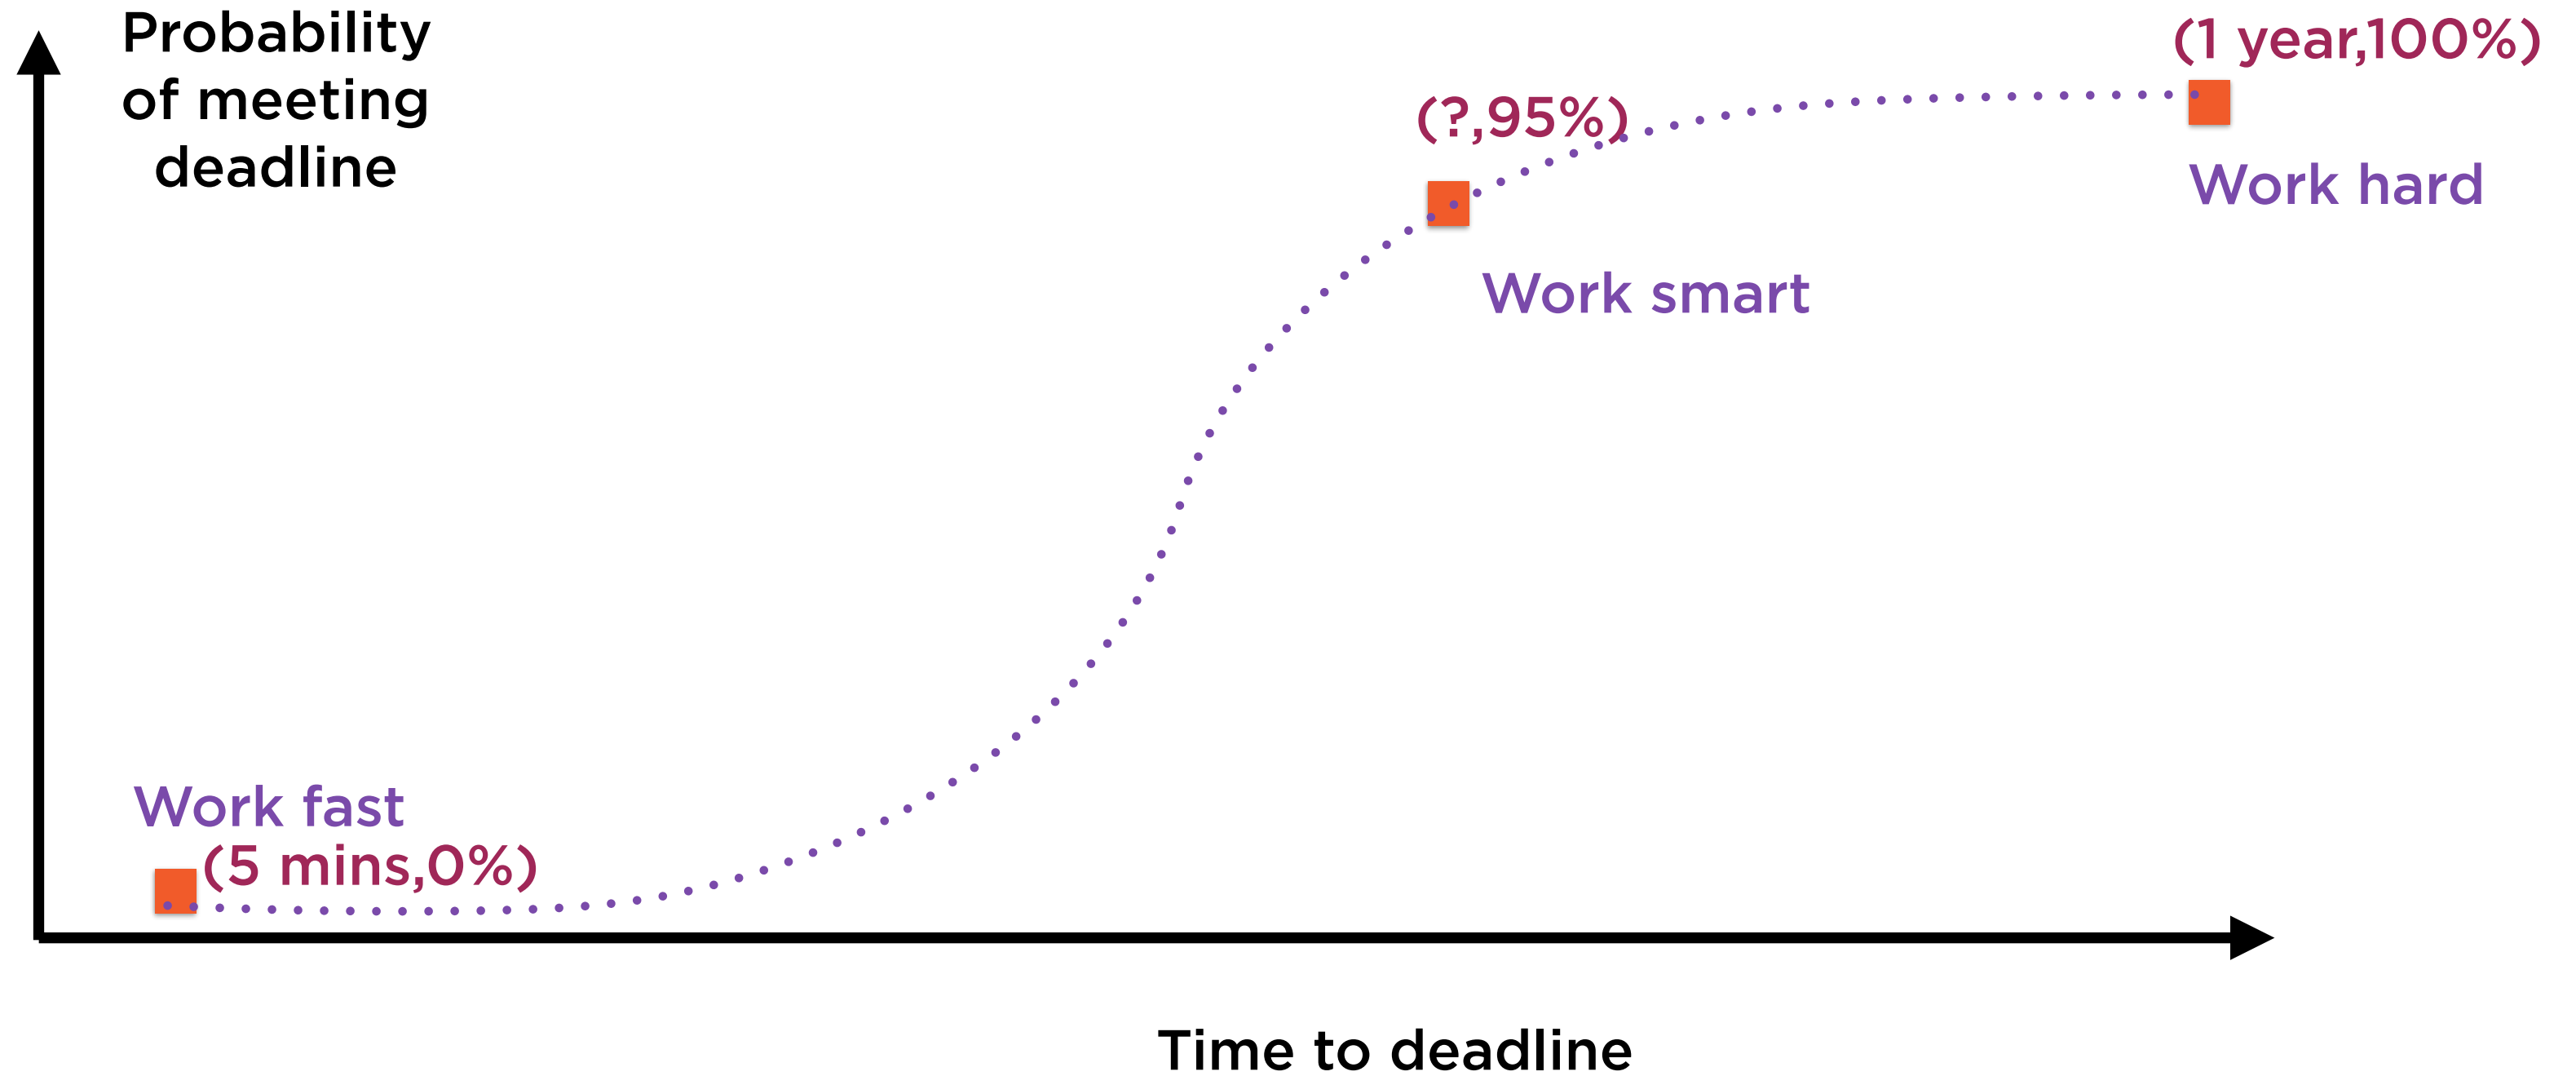 Probability
of meeting
deadline
(1 year,100%)
(?,95%)
Work hard
Work smart
Work fast
(5 mins,0%)
Time to deadline